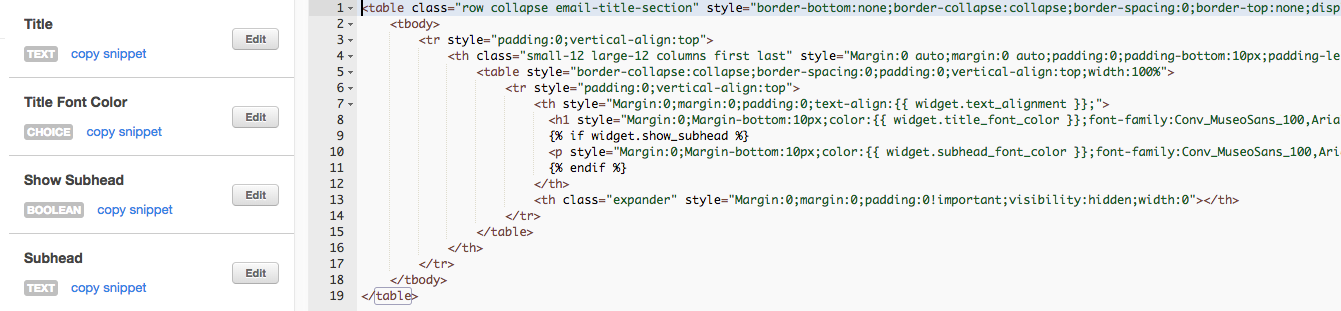 Title
Edit
TEXT copy snippet
Title Font Color
Edit
CHOICE copy snippet
Show Subhead
Edit
BOOLEAN copy snippet
Subhead
Edit
TEXT copy snippet
1 <table class="row collapse email-title-section" style="border-bottom:none;border-collapse:collapse;border-spacing:0;border-top:none;disp
2 <tbody>
3 <tr style="padding:0;vertical-align:top">
4 <th class="small-12 large-12 columns first last" style="Margin:0 auto;margin:0 auto;padding:0;padding-bottom:10px;padding-le
5 <table style="border-collapse:collapse;border-spacing:0;padding:0;vertical-align:top;width:100%">
6 <tr style="padding:0;vertical-align:top">
7 <th style="Margin:0;margin:0;padding:0;text-align:{{ widget.text_alignment }};">
8 <h1 style="Margin:0;Margin-bottom:10px;color:{{ widget.title_font_color }};font-family:Conv_MuseoSans_100,Aria
9 {% if widget.show_subhead %}
10 <p style="Margin:0;Margin-bottom:10px;color:{{ widget.subhead_font_color }};font-family:Conv_MuseoSans_100,Ari
11 {% endif %}
12 </th>
13 <th class="expander" style="Margin:0;margin:0;padding:0!important;visibility:hidden;width:0"></th>
14 </tr>
15 </table>
16 </th>
17 </tr>
18 </tbody>
19 </table>